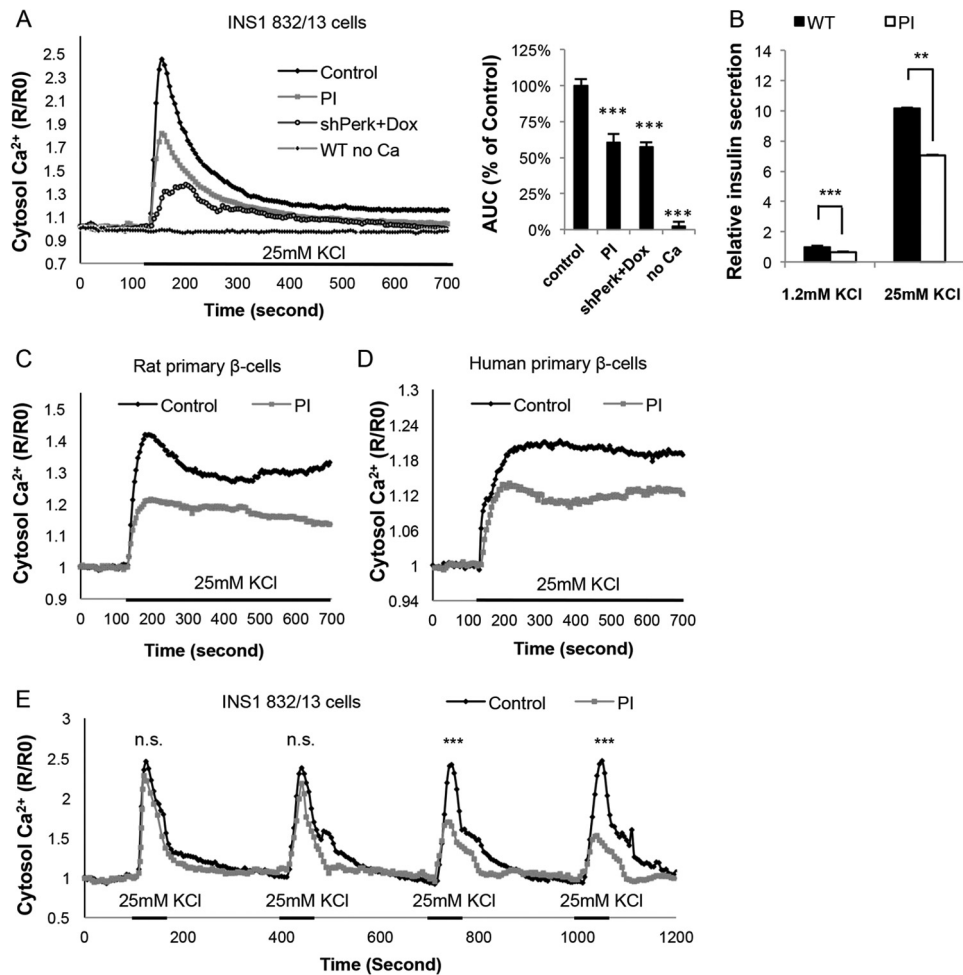 A
INS1 832/13 cells
Cytosol Ca²⁺ (R/R0)
2.5
2.3
2.1
1.9
1.7
1.5
1.3
1.1
0.9
0.7
Control
PI
shPerk+Dox
WT no Ca
25mM KCl
0 100 200 300 400 500 600 700
Time (second)
AUC (% of Control)
125%
100%
75%
50%
25%
0%
***
***
***
control
PI
shPerk+Dox
no Ca
B
WT PI
Relative insulin secretion
14
12
10
8
6
4
2
0
***
**
1.2mM KCl 25mM KCl
C
Rat primary β-cells
Control PI
Cytosol Ca²⁺ (R/R0)
1.5
1.4
1.3
1.2
1.1
1
0.9
25mM KCl
0 100 200 300 400 500 600 700
Time (second)
D
Human primary β-cells
Control PI
Cytosol Ca²⁺ (R/R0)
1.3
1.24
1.18
1.12
1.06
1
0.94
25mM KCl
0 100 200 300 400 500 600 700
Time (second)
E
INS1 832/13 cells
Control PI
Cytosol Ca²⁺ (R/R0)
3
2.5
2
1.5
1
0.5
n.s. n.s. *** ***
25mM KCl 25mM KCl 25mM KCl 25mM KCl
0 200 400 600 800 1000 1200
Time (Second)